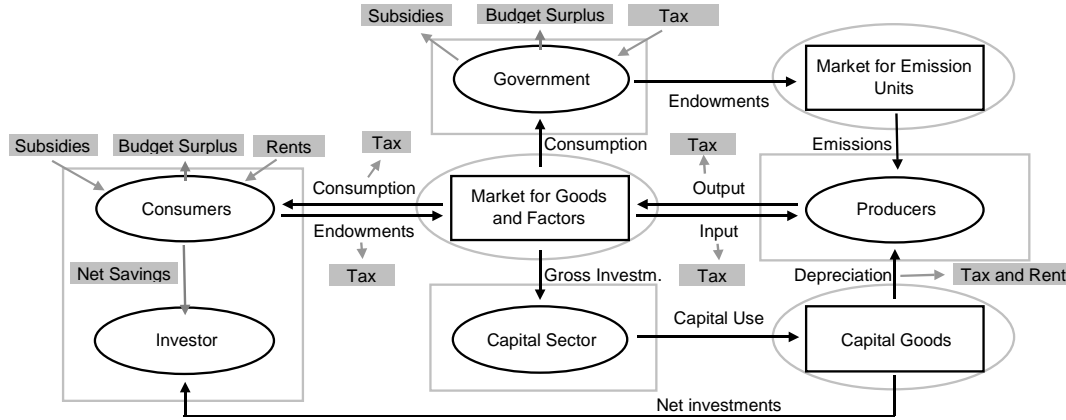 Subsidies
Budget Surplus
Tax
Government
Market for Emission
Units
Endowments
Consumption
Emissions
Subsidies
Budget Surplus
Rents
Tax
Tax
Consumption
Output
Consumers
Market for Goods
and Factors
Producers
Endowments
Input
Tax
Tax
Net Savings
Gross Investm.
Depreciation
Tax and Rent
Investor
Capital Sector
Capital Use
Capital Goods
Net investments